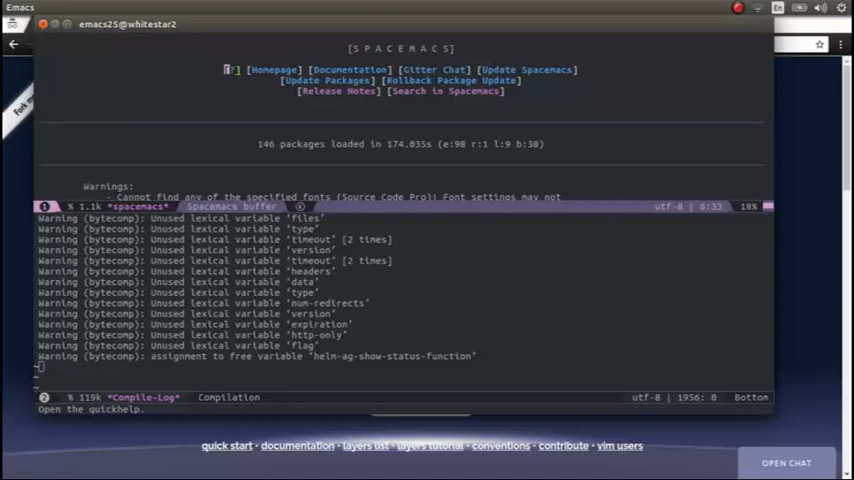 Emacs
En
emacs25@whitestar2
[S P A C E M A C S]
[?] [Homepage] [Documentation] [Gitter Chat] [Update Spacemacs]
[Update Packages] [Rollback Package Update]
[Release Notes] [Search in Spacemacs]
Fork m
146 packages loaded in 174.035s (e:98 r:1 l:9 b:38)
Warnings:
- Cannot find any of the specified fonts (Source Code Pro)! Font settings may not
1 % 1.1k *spacemacs* Spacemacs buffer utf-8 | 6:33 18%
Warning (bytecomp): Unused lexical variable ‘files’
Warning (bytecomp): Unused lexical variable ‘type’
Warning (bytecomp): Unused lexical variable ‘timeout’ [2 times]
Warning (bytecomp): Unused lexical variable ‘version’
Warning (bytecomp): Unused lexical variable ‘timeout’ [2 times]
Warning (bytecomp): Unused lexical variable ‘headers’
Warning (bytecomp): Unused lexical variable ‘data’
Warning (bytecomp): Unused lexical variable ‘type’
Warning (bytecomp): Unused lexical variable ‘num-redirects’
Warning (bytecomp): Unused lexical variable ‘version’
Warning (bytecomp): Unused lexical variable ‘expiration’
Warning (bytecomp): Unused lexical variable ‘http-only’
Warning (bytecomp): Unused lexical variable ‘flag’
Warning (bytecomp): assignment to free variable ‘helm-ag-show-status-function’
~
~
~
2 % 119k *Compile-Log* Compilation utf-8 | 1956: 0 Bottom
Open the quickhelp.
quick start · documentation · layers list · layers tutorial · conventions · contribute · vim users
OPEN CHAT